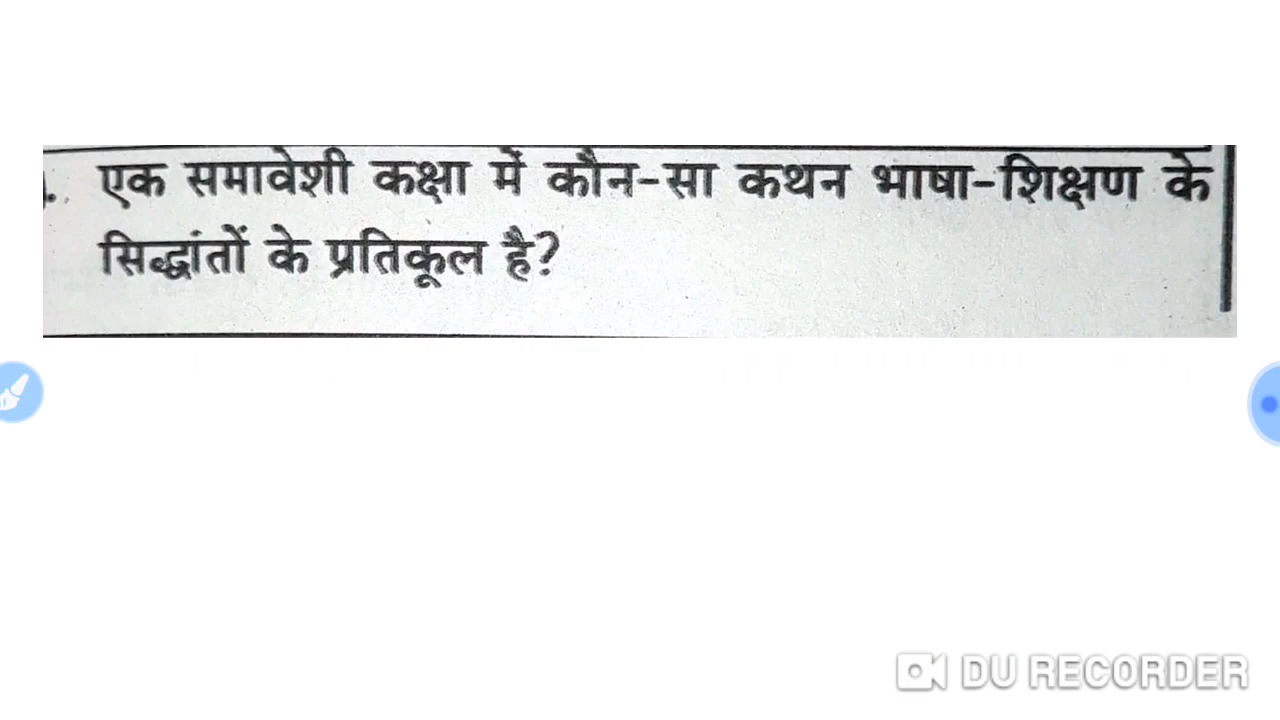 एक समावेशी कक्षा में कौन-सा कथन भाषा-शिक्षण के
सिद्धांतों के प्रतिकूल है?
DU RECORDER